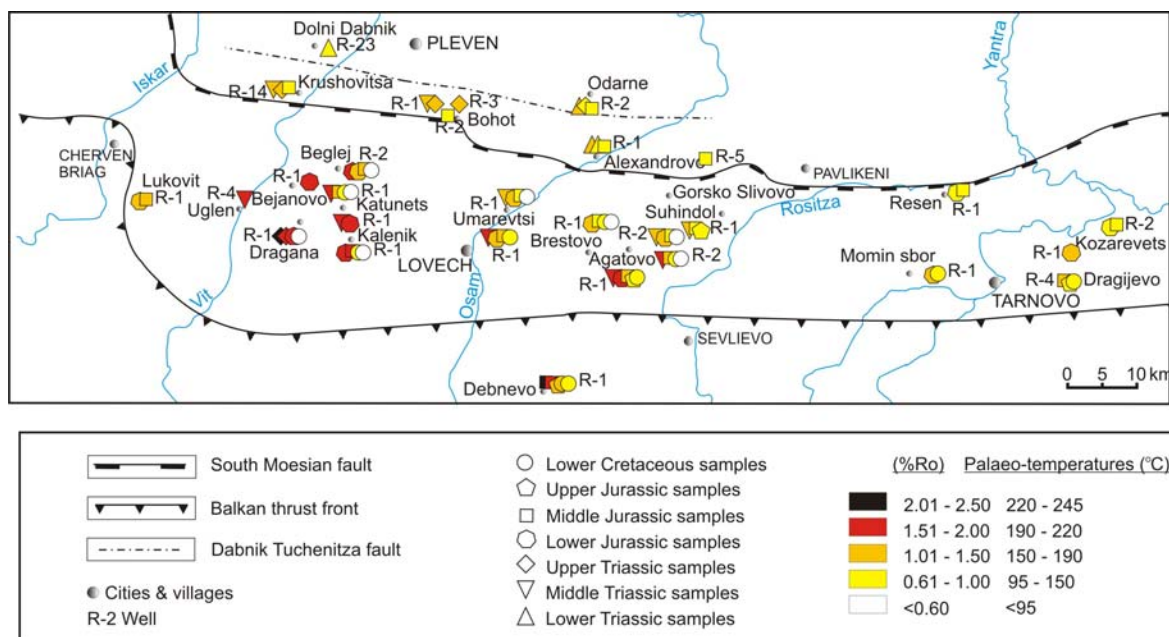 Dolni Dabnik
R-23
PLEVEN
Yantra
Iskar
Krushovitsa
R-14
R-1
R-3
R-2
Bohot
Odarne
R-2
CHERVEN
BRIAG
Beglej
R-2
R-1
Alexandrovo
R-5
PAVLIKENI
Lukovit
R-1
R-4
Uglen
R-1
Bejanovo
R-1
Katunets
R-1
Umarevtsi
Gorsko Slivovo
Rositza
Resen
R-1
R-1
Dragana
R-1
Kalenik
R-1
LOVECH
R-1
R-1
Brestovo
Suhindol
R-2
R-1
Agatovo
R-2
R-1
R-2
Kozarevets
R-1
Momin sbor
R-1
R-4
Dragijevo
TARNOVO
Vit
Osam
SEVLIEVO
Debnevo
R-1
0 5 10 km
South Moesian fault
Balkan thrust front
Dabnik Tuchenitza fault
Cities & villages
R-2 Well
Lower Cretaceous samples
Upper Jurassic samples
Middle Jurassic samples
Lower Jurassic samples
Upper Triassic samples
Middle Triassic samples
Lower Triassic samples
(%Ro) Palaeo-temperatures (°C)
2.01 - 2.50 220 - 245
1.51 - 2.00 190 - 220
1.01 - 1.50 150 - 190
0.61 - 1.00 95 - 150
<0.60 <95